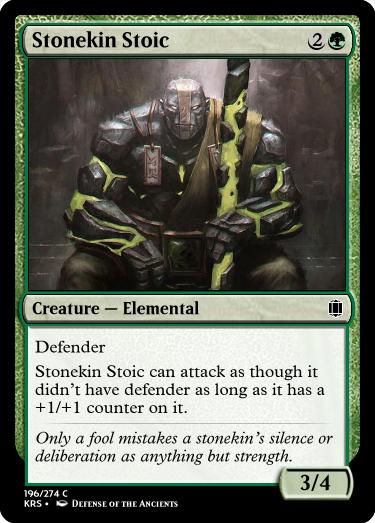 Stonekin Stoic 2
Creature — Elemental
Defender
Stonekin Stoic can attack as though it
didn't have defender as long as it has a
+1/+1 counter on it.
Only a fool mistakes a stonekin's silence or
deliberation as anything but strength.
3/4
196/274 C
KRS • Defense of the Ancients